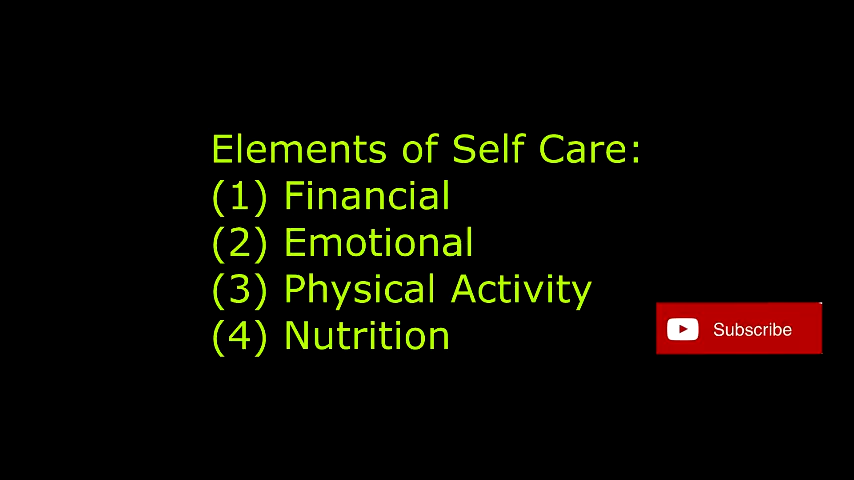 Elements of Self Care:
(1) Financial
(2) Emotional
(3) Physical Activity
(4) Nutrition
Subscribe